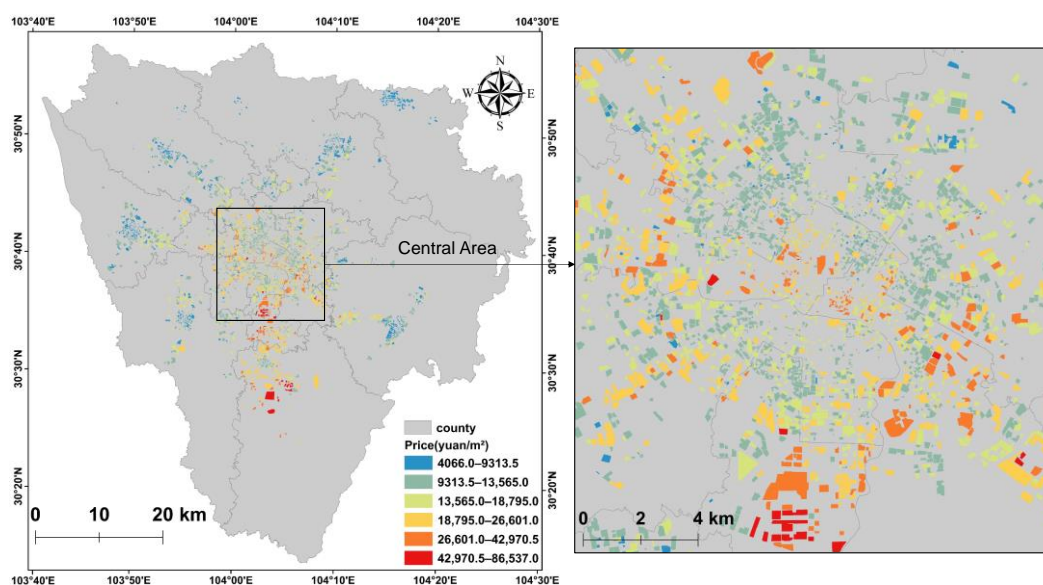 103°40'E 103°50'E 104°00'E 104°10'E 104°20'E 104°30'E
N
W E
S
30°50'N 30°50'N
30°40'N 30°40'N
30°30'N 30°30'N
30°20'N 30°20'N
Central Area
county
Price(yuan/m²)
4066.0–9313.5
9313.5–13,565.0
13,565.0–18,795.0
18,795.0–26,601.0
26,601.0–42,970.5
42,970.5–86,537.0
0 10 20 km
103°40'E 103°50'E 104°00'E 104°10'E 104°20'E 104°30'E
0 2 4 km